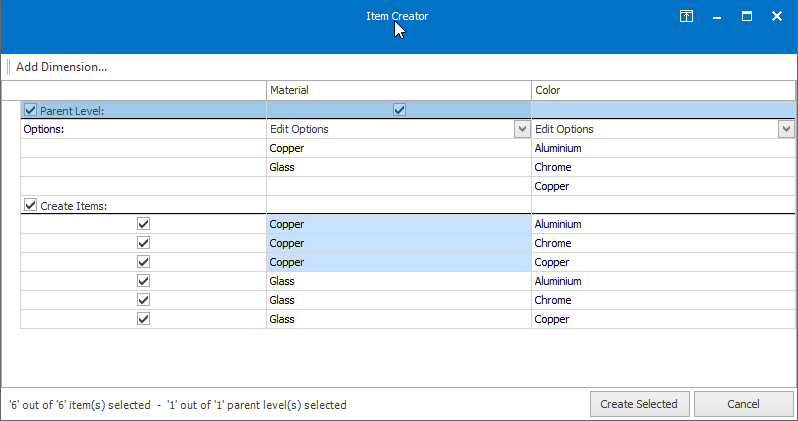 Item Creator
Add Dimension...
Material Color
Parent Level:
Options: Edit Options Edit Options
Copper Aluminium
Glass Chrome
Copper
Create Items:
Copper Aluminium
Copper Chrome
Copper Copper
Glass Aluminium
Glass Chrome
Glass Copper
'6' out of '6' item(s) selected - '1' out of '1' parent level(s) selected Create Selected Cancel